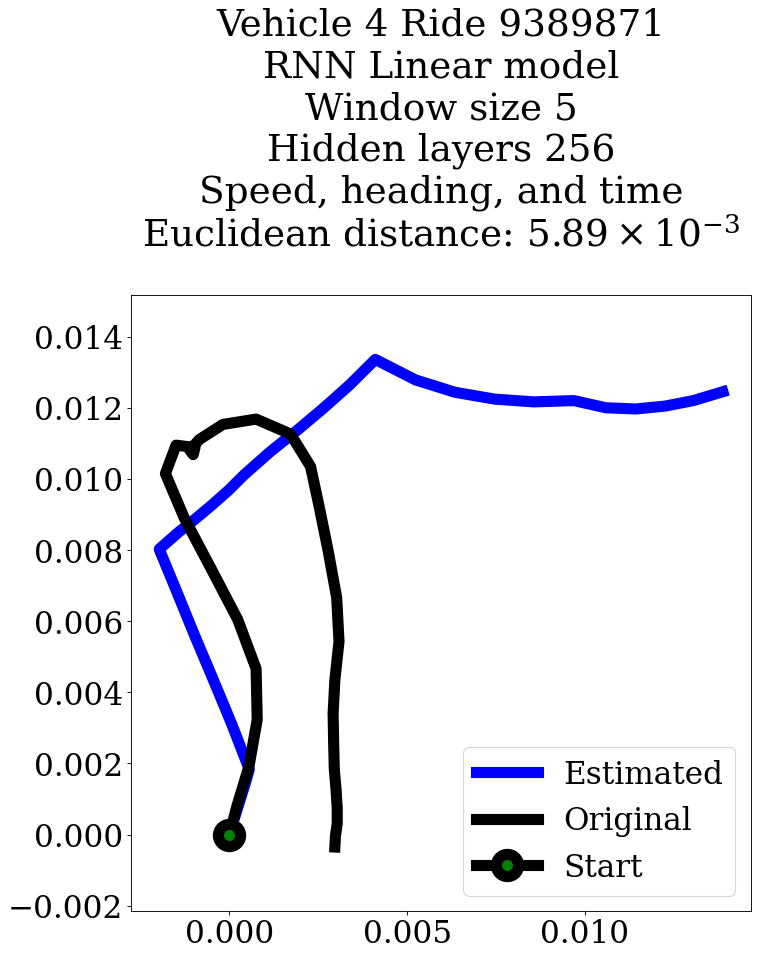 Vehicle 4 Ride 9389871
RNN Linear model
Window size 5
Hidden layers 256
Speed, heading, and time
Euclidean distance: 5.89 × 10⁻³
0.014
0.012
0.010
0.008
0.006
0.004
0.002
0.000
−0.002
0.000
0.005
0.010
Estimated
Original
Start